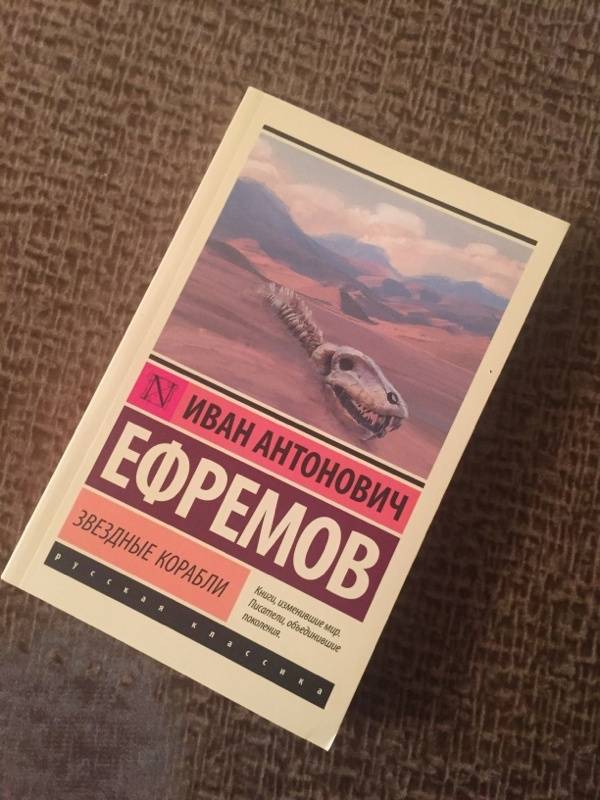 N
ИВАН АНТОНОВИЧ
ЕФРЕМОВ
ЗВЕЗДНЫЕ КОРАБЛИ
Книги, изменившие мир.
Писатели, объединившие
поколения.
русская классика